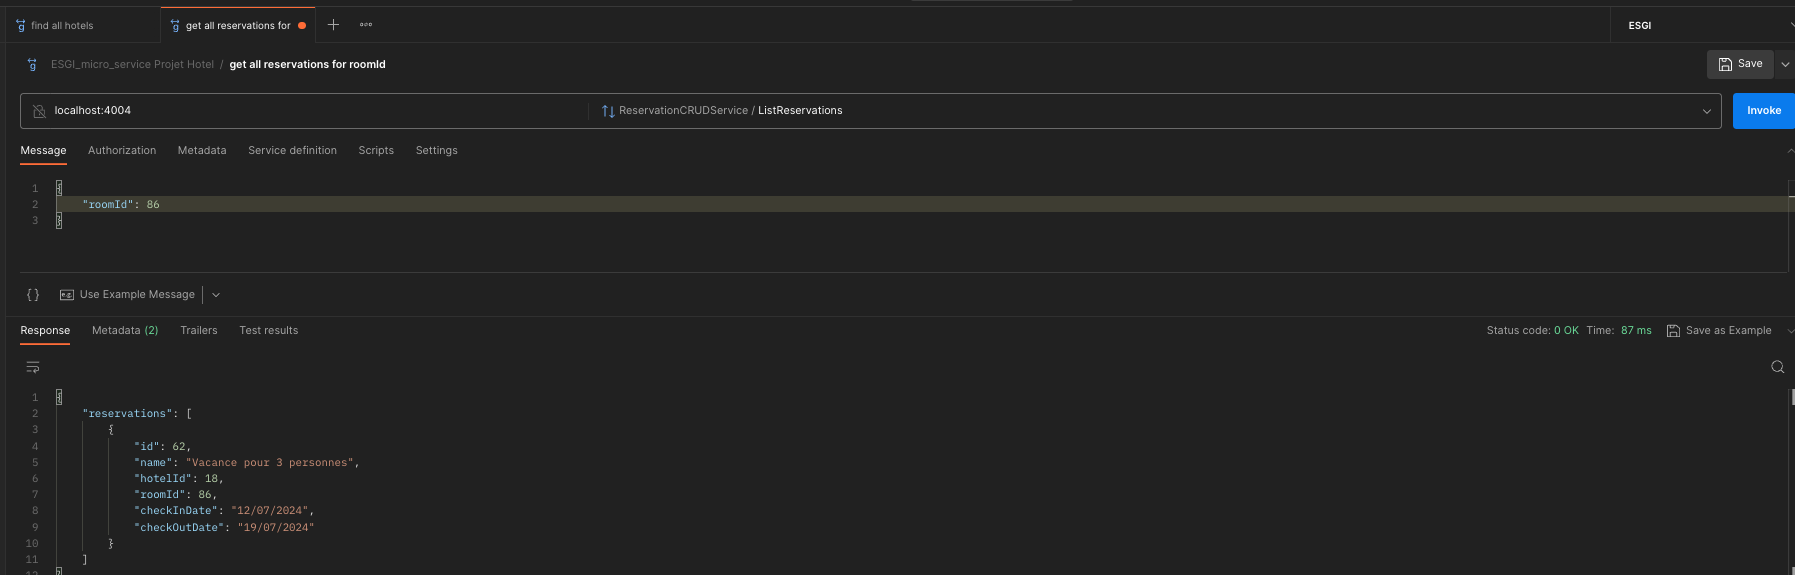 find all hotels
get all reservations for
ESGI
ESGI_micro_service Projet Hotel / get all reservations for roomId
Save
localhost:4004
ReservationCRUDService / ListReservations
Invoke
Message Authorization Metadata Service definition Scripts Settings
1 {
2 "roomId": 86
3 }
{} Use Example Message
Response Metadata (2) Trailers Test results
Status code: 0 OK Time: 87 ms Save as Example
1 {
2 "reservations": [
3 {
4 "id": 62,
5 "name": "Vacance pour 3 personnes",
6 "hotelId": 18,
7 "roomId": 86,
8 "checkInDate": "12/07/2024",
9 "checkOutDate": "19/07/2024"
10 }
11 ]
12 }